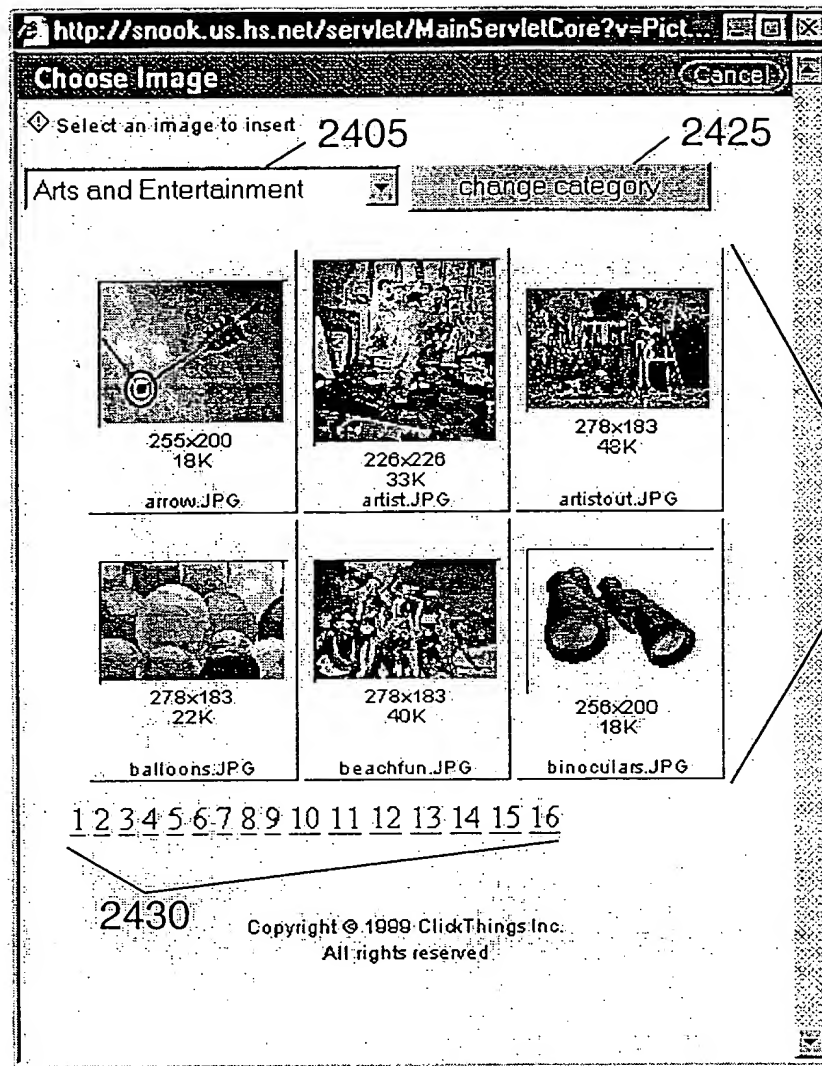 http://snook.us.hs.net/servlet/MainServletCore?v=Pict...
Choose Image
Cancel
Select an image to insert
2405
2425
Arts and Entertainment
change category
255x200
18K
arrow.JPG
226x226
33K
artist.JPG
278x183
48K
artistout.JPG
278x183
22K
balloons.JPG
278x183
40K
beachfun.JPG
256x200
18K
binoculars.JPG
1 2 3 4 5 6 7 8 9 10 11 12 13 14 15 16
2430
Copyright © 1999 ClickThings Inc.
All rights reserved